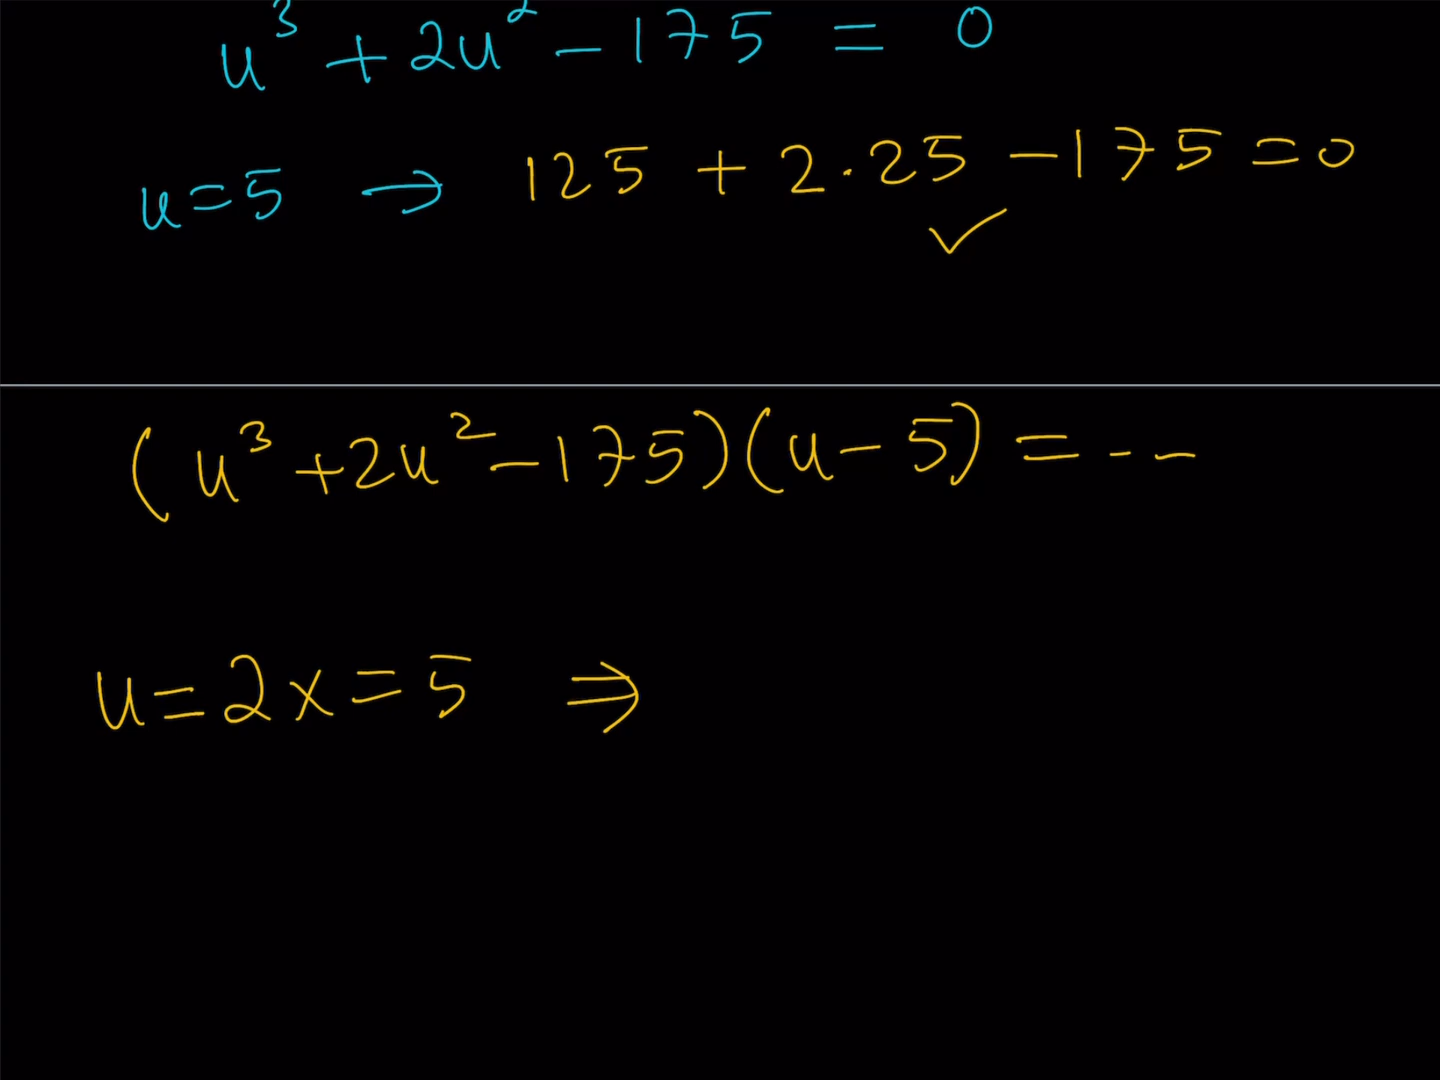 u³ + 2u² - 175 = 0
u = 5 → 125 + 2 · 25 - 175 = 0 ✓
(u³ + 2u² - 175)(u - 5) = - -
u = 2x = 5 ⇒